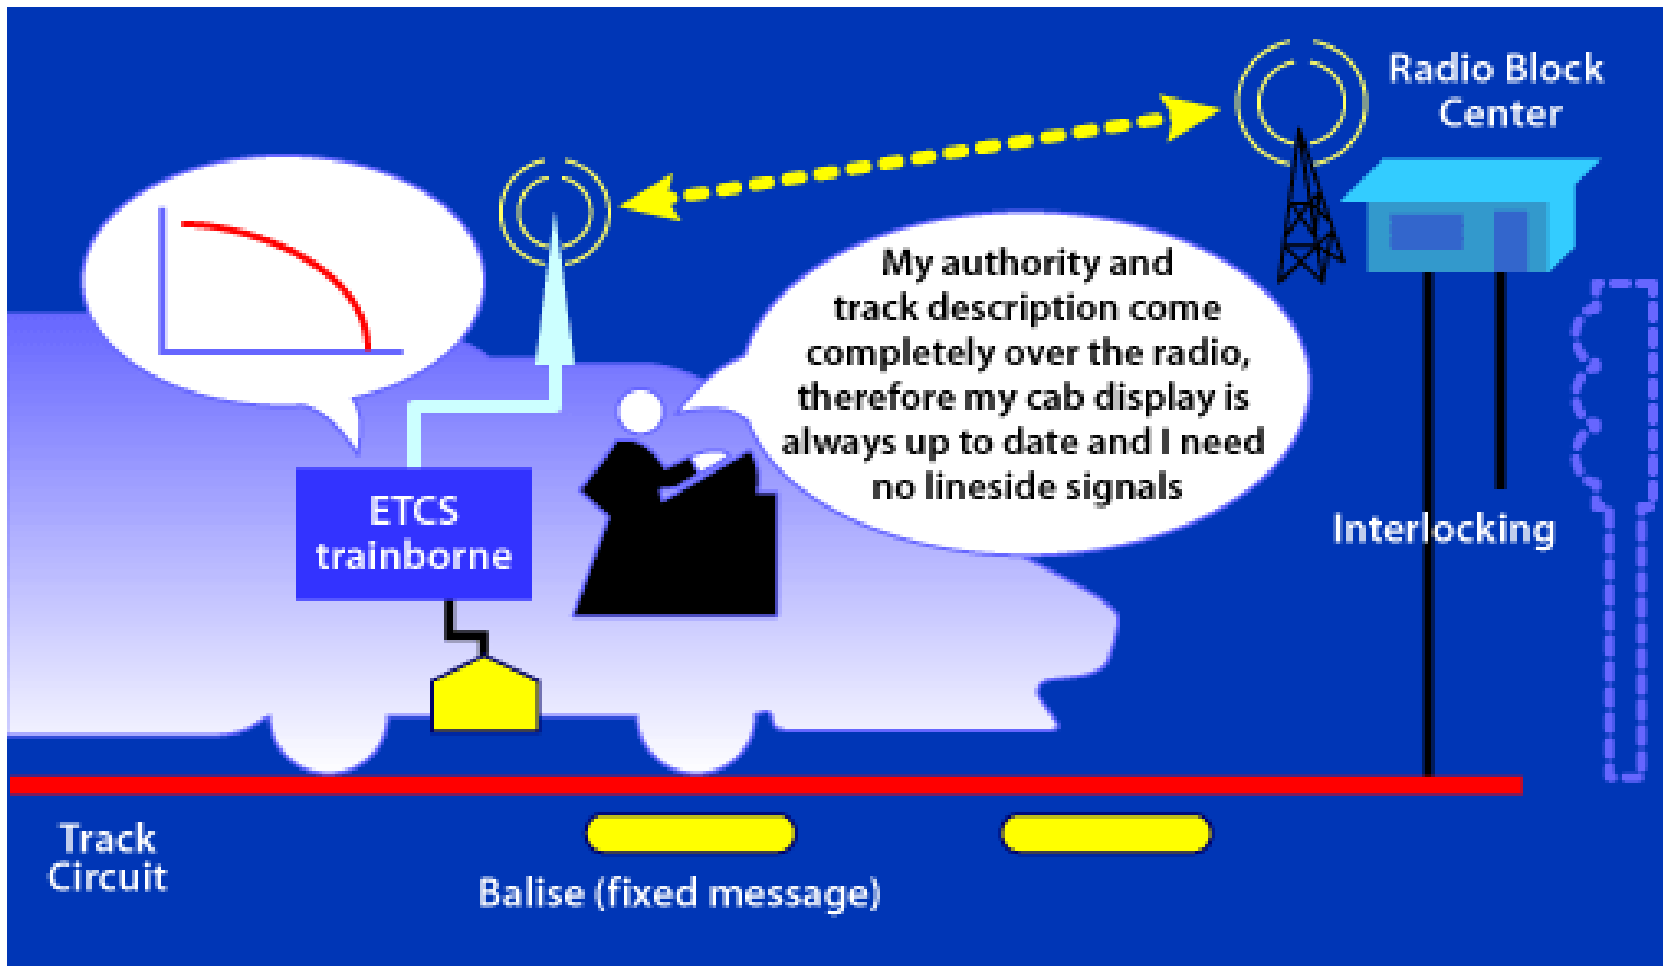 Radio Block
Center
My authority and
track description come
completely over the radio,
therefore my cab display is
always up to date and I need
no lineside signals
ETCS
trainborne
Interlocking
Track
Circuit
Balise (fixed message)